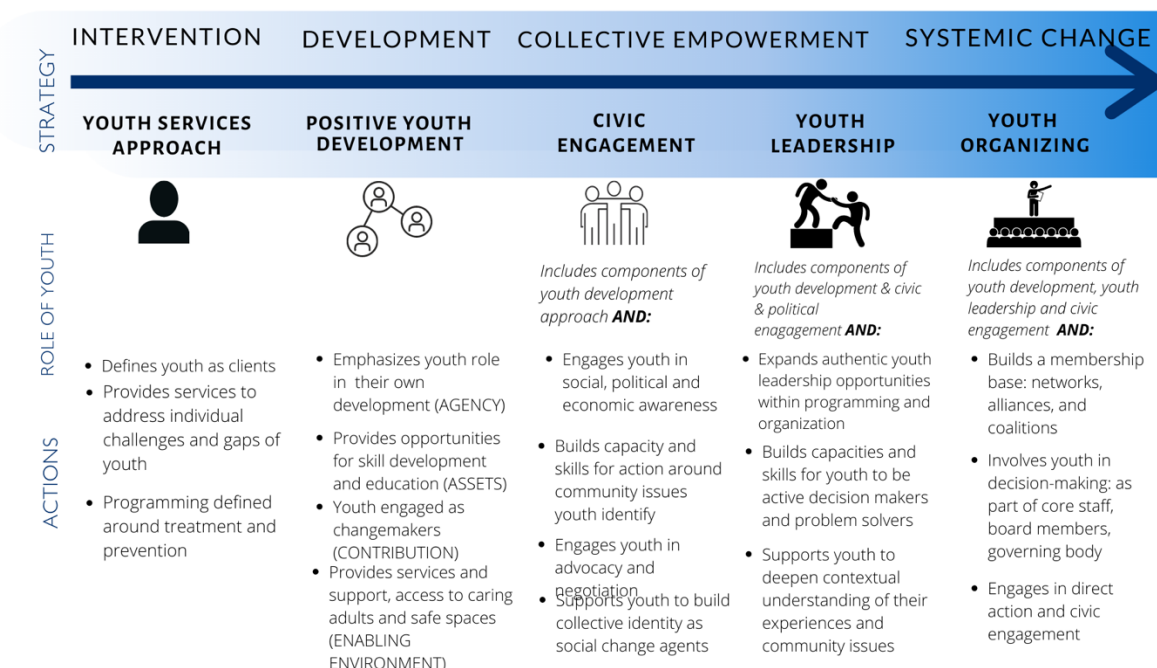 INTERVENTION
DEVELOPMENT
COLLECTIVE EMPOWERMENT
SYSTEMIC CHANGE
STRATEGY
YOUTH SERVICES
APPROACH
POSITIVE YOUTH
DEVELOPMENT
CIVIC
ENGAGEMENT
YOUTH
LEADERSHIP
YOUTH
ORGANIZING
ROLE OF YOUTH
ACTIONS
• Defines youth as clients
• Provides services to
address individual
challenges and gaps of
youth
• Programming defined
around treatment and
prevention
• Emphasizes youth role
in their own
development (AGENCY)
• Provides opportunities
for skill development
and education (ASSETS)
• Youth engaged as
changemakers
(CONTRIBUTION)
• Provides services and
support, access to caring
adults and safe spaces
(ENABLING
ENVIRONMENT)
Includes components of
youth development
approach AND:
• Engages youth in
social, political and
economic awareness
• Builds capacity and
skills for action around
community issues
youth identify
• Engages youth in
advocacy and
negotiation
• Supports youth to build
collective identity as
social change agents
Includes components of
youth development & civic
& political
enagagement AND:
• Expands authentic youth
leadership opportunities
within programming and
organization
• Builds capacities and
skills for youth to be
active decision makers
and problem solvers
• Supports youth to
deepen contextual
understanding of their
experiences and
community issues
Includes components of
youth development, youth
leadership and civic
engagement AND:
• Builds a membership
base: networks,
alliances, and
coalitions
• Involves youth in
decision-making: as
part of core staff,
board members,
governing body
• Engages in direct
action and civic
engagement